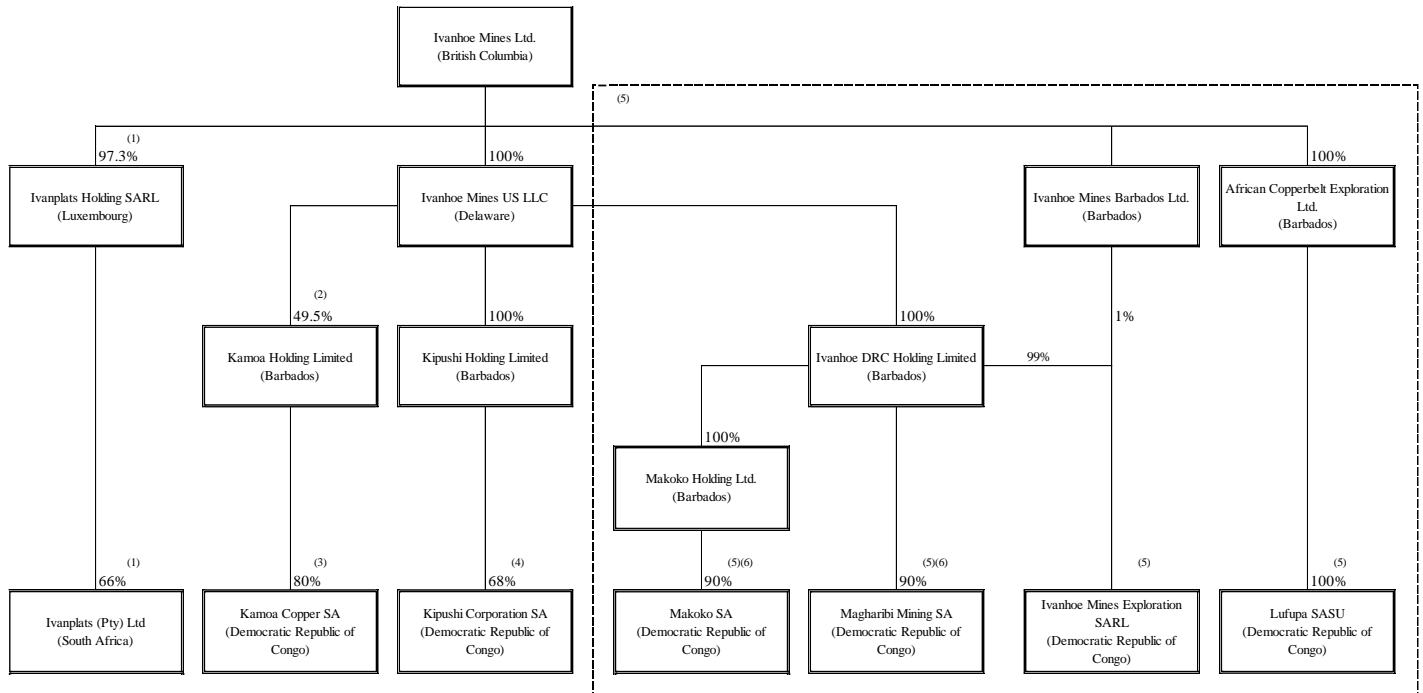 Ivanhoe Mines Ltd.
(British Columbia)
(5)
(1)
97.3%
100%
100%
Ivanplats Holding SARL
(Luxembourg)
Ivanhoe Mines US LLC
(Delaware)
Ivanhoe Mines Barbados Ltd.
(Barbados)
African Copperbelt Exploration
Ltd.
(Barbados)
(2)
49.5%
100%
100%
1%
Kamoa Holding Limited
(Barbados)
Kipushi Holding Limited
(Barbados)
Ivanhoe DRC Holding Limited
(Barbados)
99%
100%
Makoko Holding Ltd.
(Barbados)
(1)
66%
(3)
80%
(4)
68%
(5)(6)
90%
(5)(6)
90%
(5)
(5)
100%
Ivanplats (Pty) Ltd
(South Africa)
Kamoa Copper SA
(Democratic Republic of
Congo)
Kipushi Corporation SA
(Democratic Republic of
Congo)
Makoko SA
(Democratic Republic of
Congo)
Magharibi Mining SA
(Democratic Republic of
Congo)
Ivanhoe Mines Exploration
SARL
(Democratic Republic of
Congo)
Lufupa SASU
(Democratic Republic of
Congo)